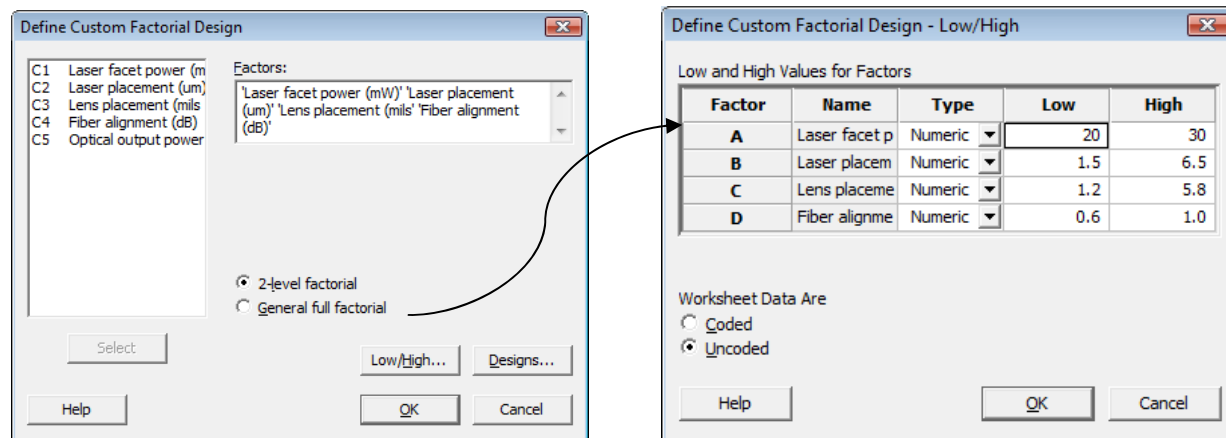 Define Custom Factorial Design
C1 Laser facet power (m
C2 Laser placement (um)
C3 Lens placement (mils
C4 Fiber alignment (dB)
C5 Optical output power
Factors:
'Laser facet power (mW)' 'Laser placement
(um)' 'Lens placement (mils' 'Fiber alignment
(dB)'
2-level factorial
General full factorial
Select
Low/High...
Designs...
Help
OK
Cancel
Define Custom Factorial Design - Low/High
Low and High Values for Factors
Factor Name Type Low High
A Laser facet p Numeric 20 30
B Laser placem Numeric 1.5 6.5
C Lens placeme Numeric 1.2 5.8
D Fiber alignme Numeric 0.6 1.0
Worksheet Data Are
Coded
Uncoded
Help
OK
Cancel